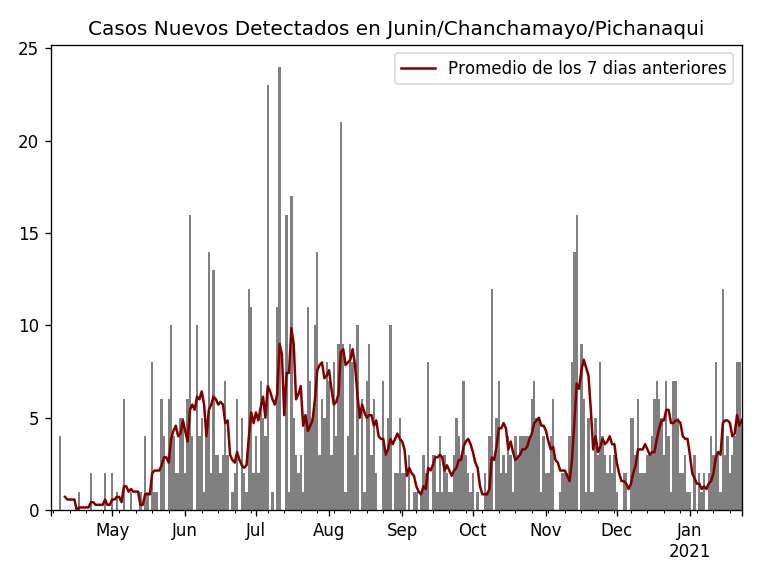 Casos Nuevos Detectados en Junin/Chanchamayo/Pichanaqui
Promedio de los 7 dias anteriores
25
20
15
10
5
0
May Jun Jul Aug Sep Oct Nov Dec Jan
2021